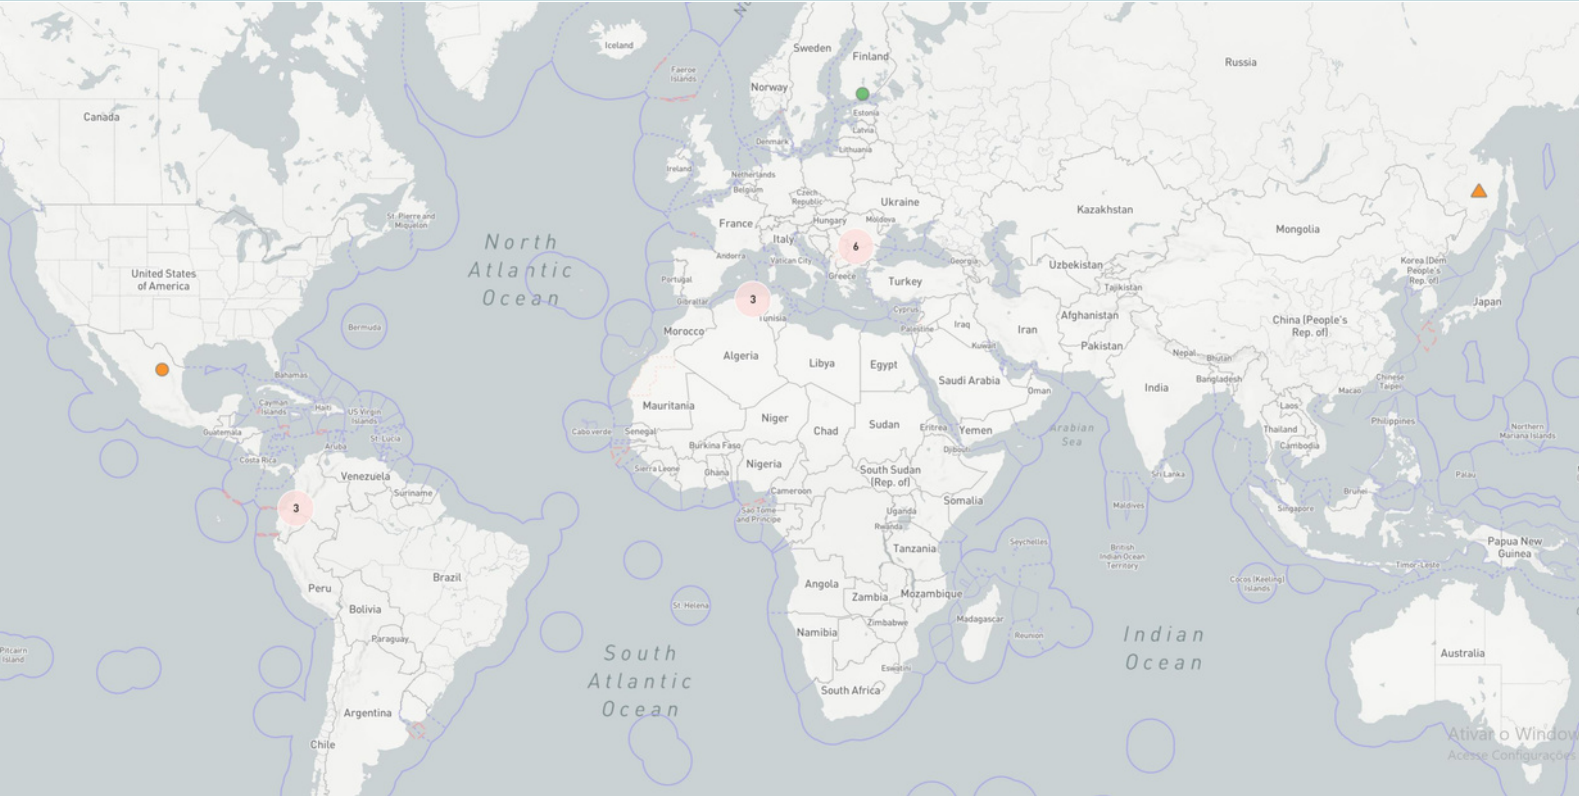 Iceland
Sweden
Finland
Russia
Faeroe
Islands
Norway
Canada
Estonia
Latvia
Denmark
Lithuania
Ireland
Netherlands
Belgium
Czech
Republic
Ukraine
Kazakhstan
St. Pierre and
Miquelon
France
Hungary
Moldova
Mongolia
North
Atlantic
Ocean
Italy
6
Andorra
Vatican City
Georgia
Uzbekistan
Korea (Dem
People's
Rep. of)
United States
of America
Portugal
Greece
Turkey
Tajikistan
Gibraltar
3
Japan
Bermuda
Tunisia
Cyprus
Afghanistan
China (People's
Rep. of)
Morocco
Palestine
Iraq
Iran
Pakistan
Kuwait
Nepal
Bhutan
Algeria
Libya
Egypt
Bahamas
Saudi Arabia
Oman
India
Bangladesh
Chinese
Taipei
Macao
Cayman
Islands
Haiti
US Virgin
Islands
Mauritania
Niger
Laos
Guatemala
St. Lucia
Cabo verde
Senegal
Chad
Sudan
Eritrea
Yemen
Arabian
Sea
Thailand
Philippines
Northern
Mariana Islands
Aruba
Costa Rica
Burkina Faso
Djibouti
Cambodia
Venezuela
Sierra Leone
Ghana
Nigeria
South Sudan
(Rep. of)
Sri Lanka
Palau
Suriname
Cameroon
Somalia
Maldives
Brunei
3
Sao Tome
and Principe
Uganda
Rwanda
Singapore
Seychelles
Tanzania
British
Indian Ocean
Territory
Papua New
Guinea
Timor-Leste
Peru
Brazil
Angola
Zambia
Mozambique
Cocos (Keeling)
Islands
Bolivia
St. Helena
Zimbabwe
Madagascar
Paraguay
Namibia
Reunion
Indian
Ocean
Pitcairn
Island
South
Atlantic
Ocean
Eswatini
Australia
South Africa
Argentina
Chile
Ativar o Window
Acesse Configurações